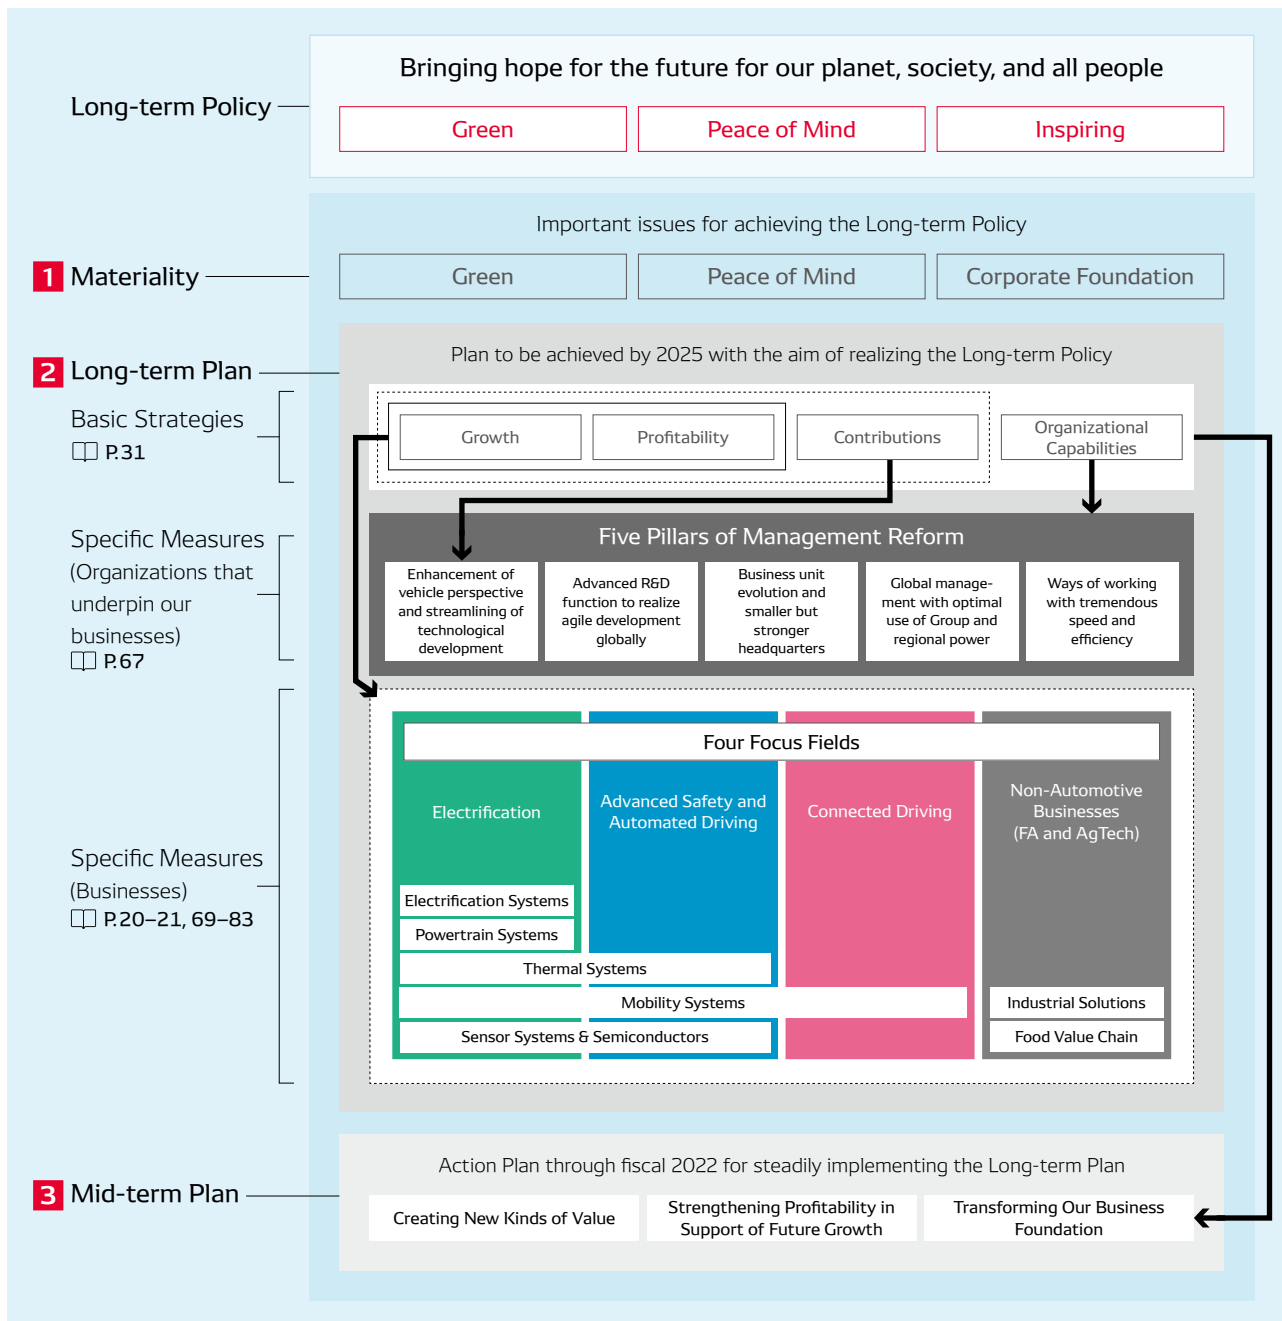 Long-term Policy
Bringing hope for the future for our planet, society, and all people
Green
Peace of Mind
Inspiring
1 Materiality
Important issues for achieving the Long-term Policy
Green
Peace of Mind
Corporate Foundation
2 Long-term Plan
Plan to be achieved by 2025 with the aim of realizing the Long-term Policy
Basic Strategies
P.31
Growth
Profitability
Contributions
Organizational
Capabilities
Specific Measures
(Organizations that
underpin our
businesses)
P.67
Five Pillars of Management Reform
Enhancement of
vehicle perspective
and streamlining of
technological
development
Advanced R&D
function to realize
agile development
globally
Business unit
evolution and
smaller but
stronger
headquarters
Global manage-
ment with optimal
use of Group and
regional power
Ways of working
with tremendous
speed and
efficiency
Specific Measures
(Businesses)
P.20–21, 69–83
Four Focus Fields
Electrification
Advanced Safety and
Automated Driving
Connected Driving
Non-Automotive
Businesses
(FA and AgTech)
Electrification Systems
Powertrain Systems
Thermal Systems
Mobility Systems
Sensor Systems & Semiconductors
Industrial Solutions
Food Value Chain
3 Mid-term Plan
Action Plan through fiscal 2022 for steadily implementing the Long-term Plan
Creating New Kinds of Value
Strengthening Profitability in
Support of Future Growth
Transforming Our Business
Foundation